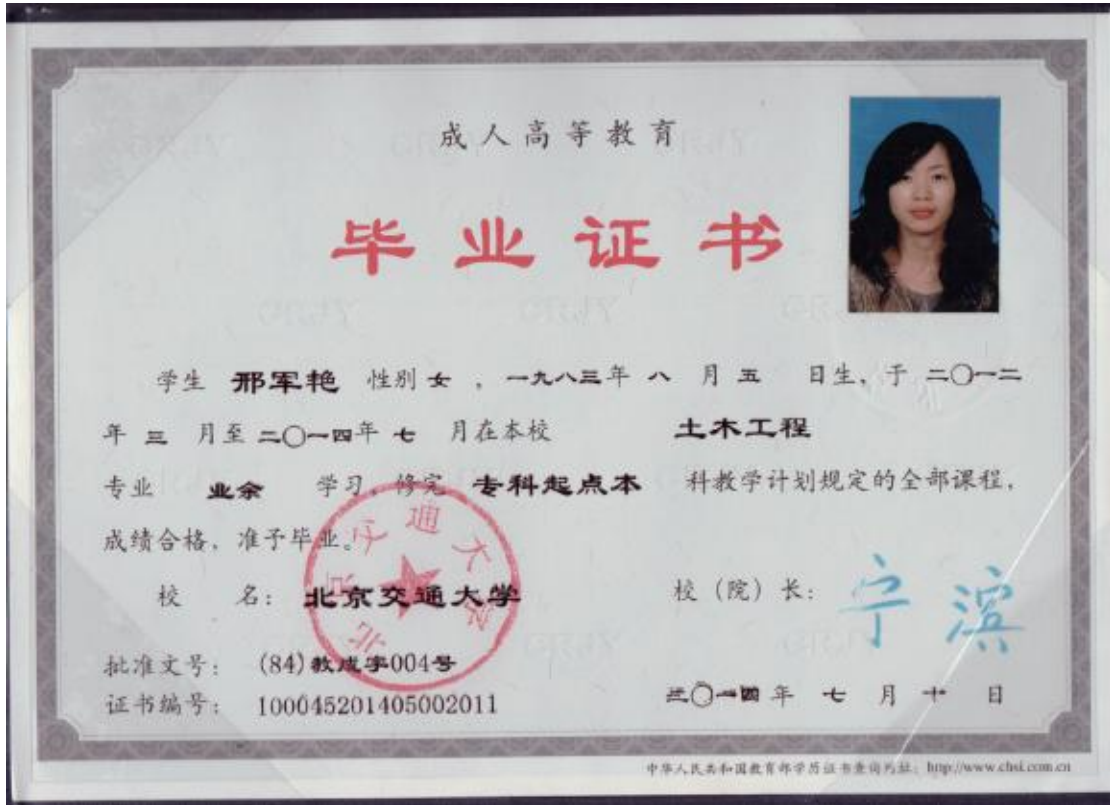 成人高等教育
毕业证书
学生 邢军艳 性别 女 ，一九八三年 八 月 五 日生，于 二〇一二
年 三 月至 二〇一四年 七 月在本校 土木工程
专业 业余 学习，修完 专科起点本 科教学计划规定的全部课程，
成绩合格，准予毕业。
校 名： 北京交通大学
校（院）长： 宁滨
北京交通大学
批准文号： (84)教成字004号
证书编号： 100045201405002011
二〇一四 年 七 月 十 日
中华人民共和国教育部学历证书查询网址：http://www.chsi.com.cn